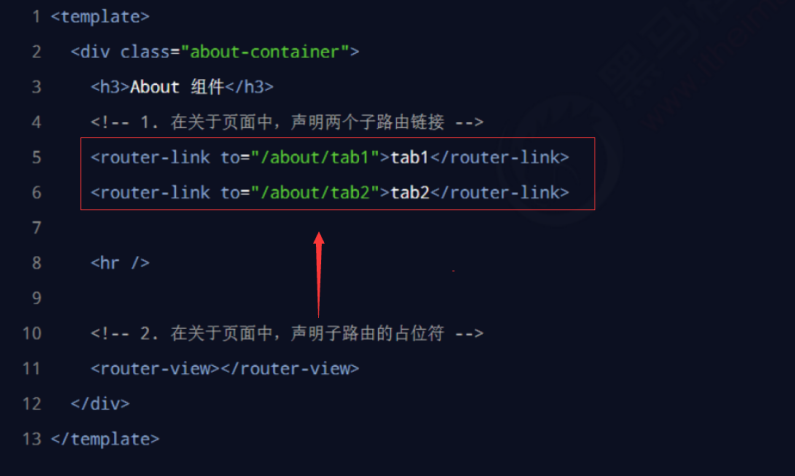 1 <template>
2 <div class="about-container">
3 <h3>About 组件</h3>
4 <!-- 1. 在关于页面中，声明两个子路由链接 -->
5 <router-link to="/about/tab1">tab1</router-link>
6 <router-link to="/about/tab2">tab2</router-link>
7
8 <hr />
9
10 <!-- 2. 在关于页面中，声明子路由的占位符 -->
11 <router-view></router-view>
12 </div>
13 </template>